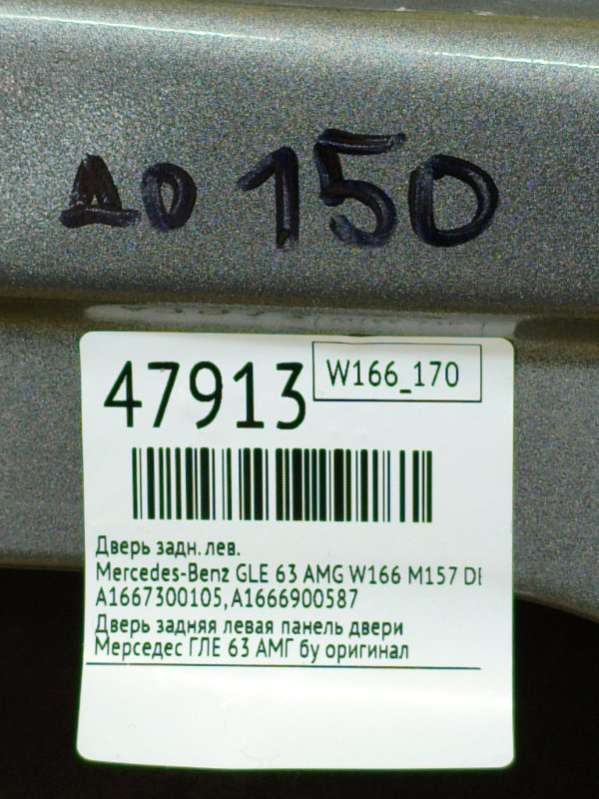 до 150
47913
W166_170
Дверь задн. лев.
Mercedes-Benz GLE 63 AMG W166 M157 DE
A1667300105, A1666900587
Дверь задняя левая панель двери
Мерседес ГЛЕ 63 АМГ бу оригинал